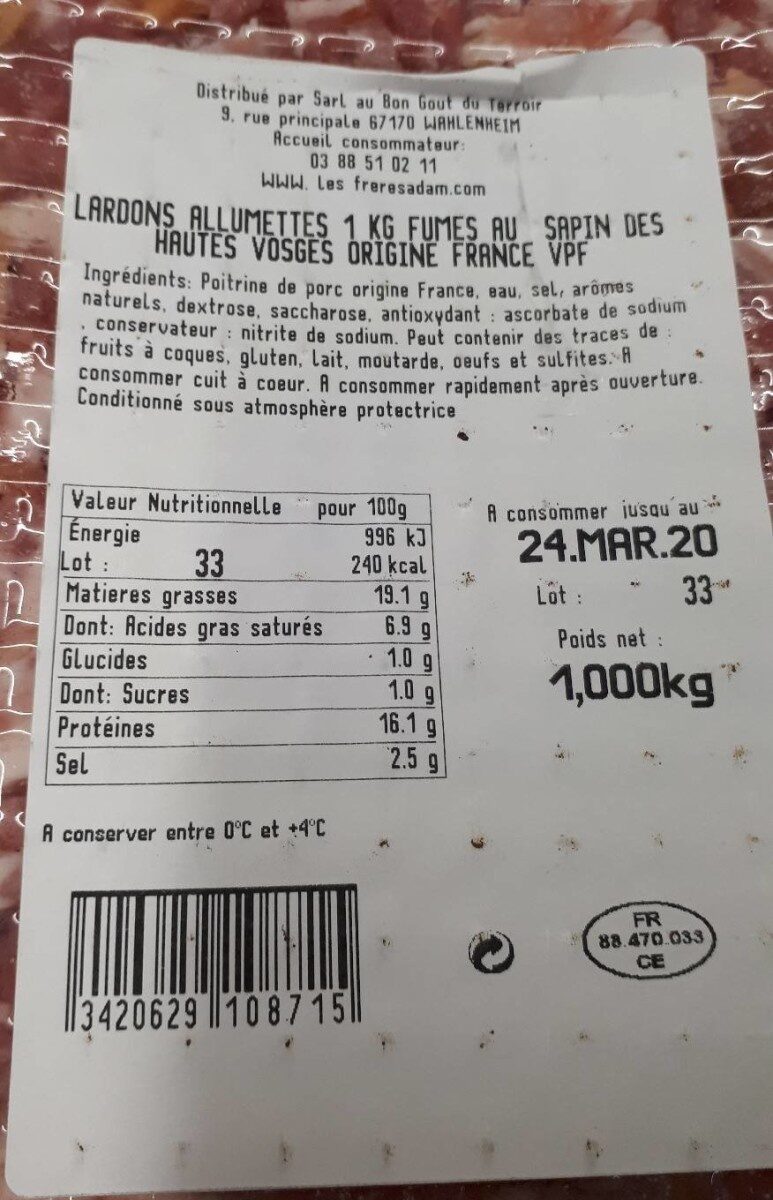 Distribué par Sarl au Bon Gout du Terroir
9. rue principale 67170 WAHLENHEIM
Accueil consommateur:
03 88 51 02 11
WWW. Les freresadam.com
LARDONS ALLUMETTES 1 KG FUMES AU SAPIN DES
HAUTES VOSGES ORIGINE FRANCE VPF
Ingrédients: Poitrine de porc origine France, eau, sel, arômes
naturels, dextrose, saccharose, antioxydant : ascorbate de sodium
, conservateur : nitrite de sodium. Peut contenir des traces de :
fruits à coques, gluten, lait, moutarde, oeufs et sulfites. A
consommer cuit à coeur. A consommer rapidement après ouverture.
Conditionné sous atmosphère protectrice
Valeur Nutritionnelle pour 100g
Énergie 996 kJ
Lot : 33 240 kcal
Matieres grasses 19.1 g
Dont: Acides gras saturés 6.9 g
Glucides 1.0 g
Dont: Sucres 1.0 g
Protéines 16.1 g
Sel 2.5 g
A consommer jusqu'au
24.MAR.20
Lot : 33
Poids net :
1,000kg
A conserver entre 0°C et +4°C
3420629 108715
FR
88.470.033
CE